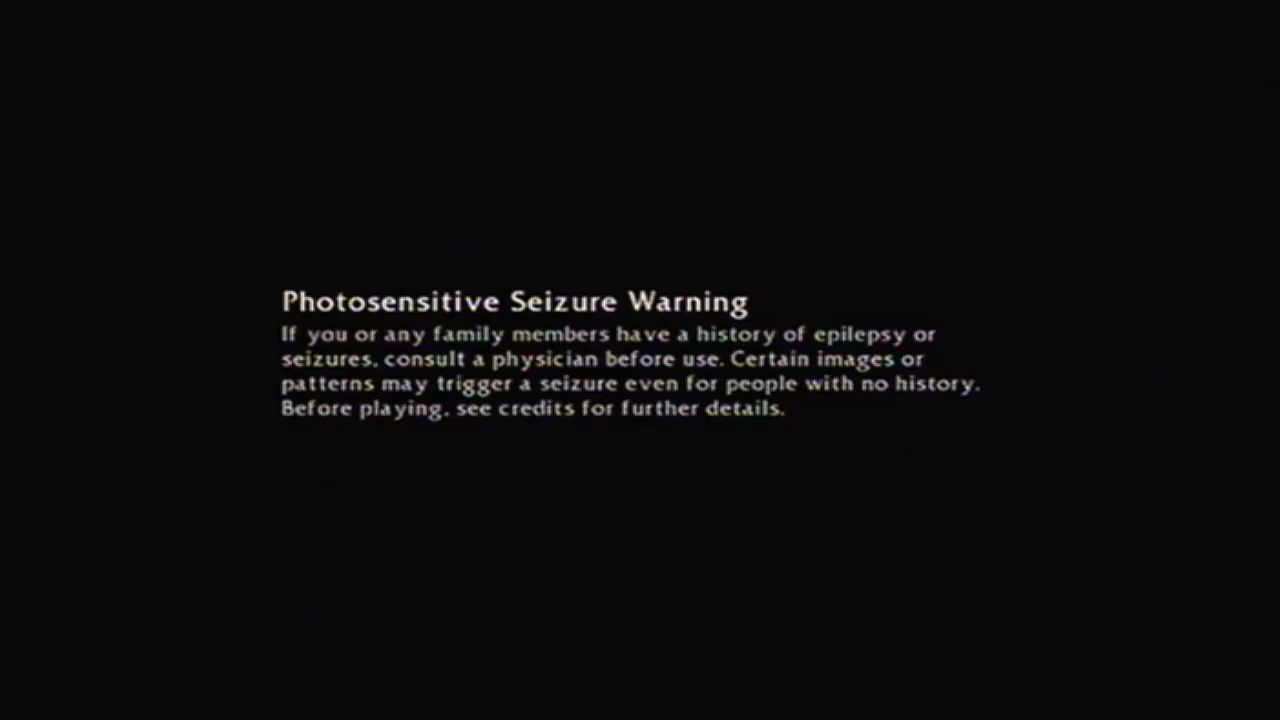 Photosensitive Seizure Warning
If you or any family members have a history of epilepsy or
seizures, consult a physician before use. Certain images or
patterns may trigger a seizure even for people with no history.
Before playing, see credits for further details.